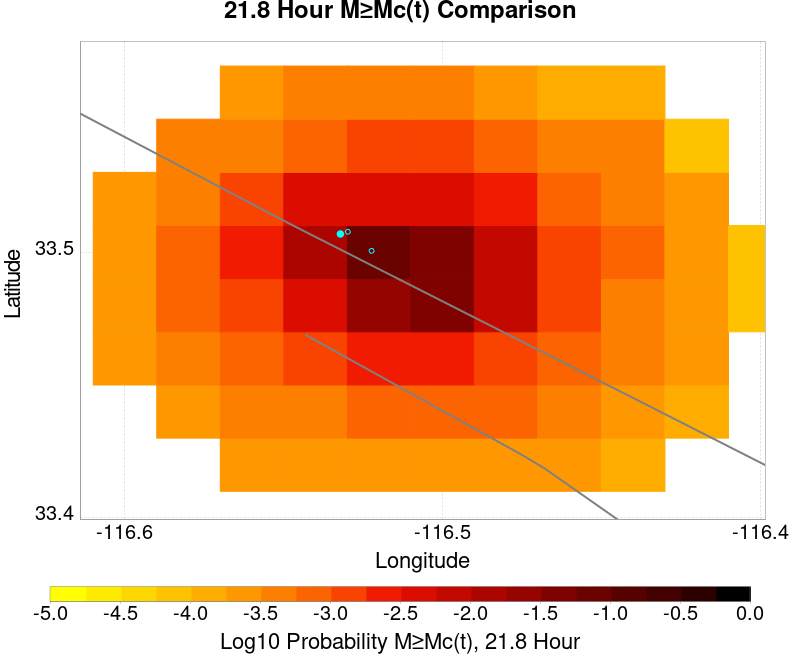 21.8 Hour M≥Mc(t) Comparison
Latitude
33.5
33.4
-116.6 -116.5 -116.4
Longitude
-5.0 -4.5 -4.0 -3.5 -3.0 -2.5 -2.0 -1.5 -1.0 -0.5 0.0
Log10 Probability M≥Mc(t), 21.8 Hour